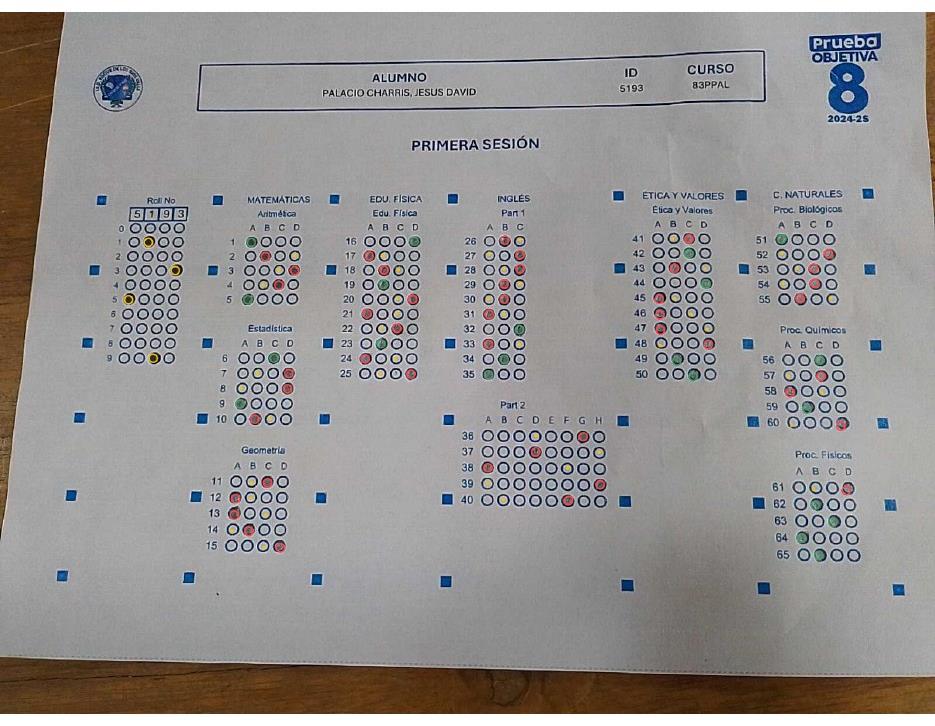 Prueba
OBJETIVA
8
2024-2S
ALUMNO
PALACIO CHARRIS, JESUS DAVID
ID
5193
CURSO
83PPAL
PRIMERA SESIÓN
Roll No
5 1 9 3
0
1
2
3
4
5
6
7
8
9
MATEMÁTICAS
Aritmética
A B C D
1
2
3
4
5
Estadística
A B C D
6
7
8
9
10
Geometría
A B C D
11
12
13
14
15
EDU. FÍSICA
Edu. Física
A B C D
16
17
18
19
20
21
22
23
24
25
INGLÉS
Part 1
A B C
26
27
28
29
30
31
32
33
34
35
Part 2
A B C D E F G H
36
37
38
39
40
ÉTICA Y VALORES
Ética y Valores
A B C D
41
42
43
44
45
46
47
48
49
50
C. NATURALES
Proc. Biológicos
A B C D
51
52
53
54
55
Proc. Químicos
A B C D
56
57
58
59
60
Proc. Físicos
A B C D
61
62
63
64
65